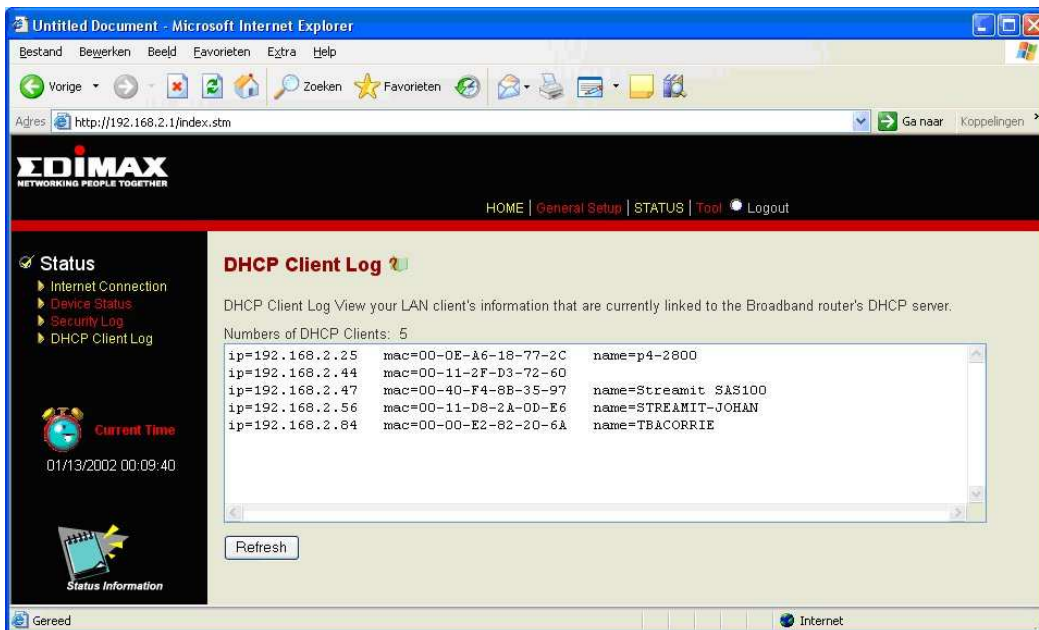 Untitled Document - Microsoft Internet Explorer
Bestand Bewerken Beeld Favorieten Extra Help
Vorige Zoeken Favorieten
Adres http://192.168.2.1/index.stm Ga naar Koppelingen
EDIMAX
NETWORKING PEOPLE TOGETHER
HOME | General Setup | STATUS | Tool Logout
Status
Internet Connection
Device Status
Security Log
DHCP Client Log
Current Time
01/13/2002 00:09:40
Status Information
DHCP Client Log
DHCP Client Log View your LAN client's information that are currently linked to the Broadband router's DHCP server.
Numbers of DHCP Clients: 5
ip=192.168.2.25 mac=00-0E-A6-18-77-2C name=p4-2800
ip=192.168.2.44 mac=00-11-2F-D3-72-60
ip=192.168.2.47 mac=00-40-F4-8B-35-97 name=Streamit SAS100
ip=192.168.2.56 mac=00-11-D8-2A-0D-E6 name=STREAMIT-JOHAN
ip=192.168.2.84 mac=00-00-E2-82-20-6A name=TBACORRIE
Refresh
Gereed Internet